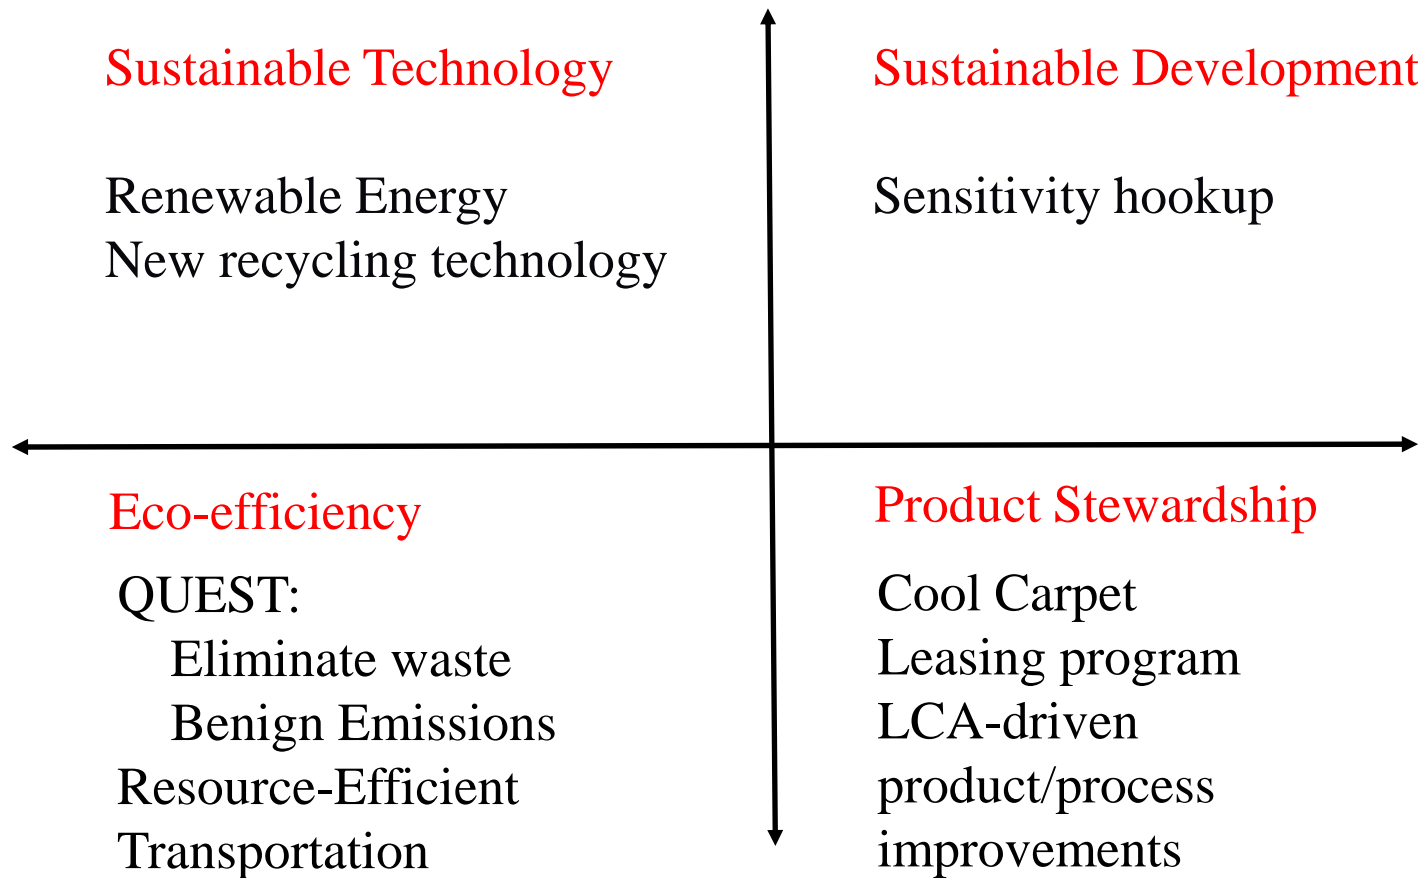 Sustainable Technology
Renewable Energy
New recycling technology
Sustainable Development
Sensitivity hookup
Eco-efficiency
QUEST:
Eliminate waste
Benign Emissions
Resource-Efficient
Transportation
Product Stewardship
Cool Carpet
Leasing program
LCA-driven
product/process
improvements